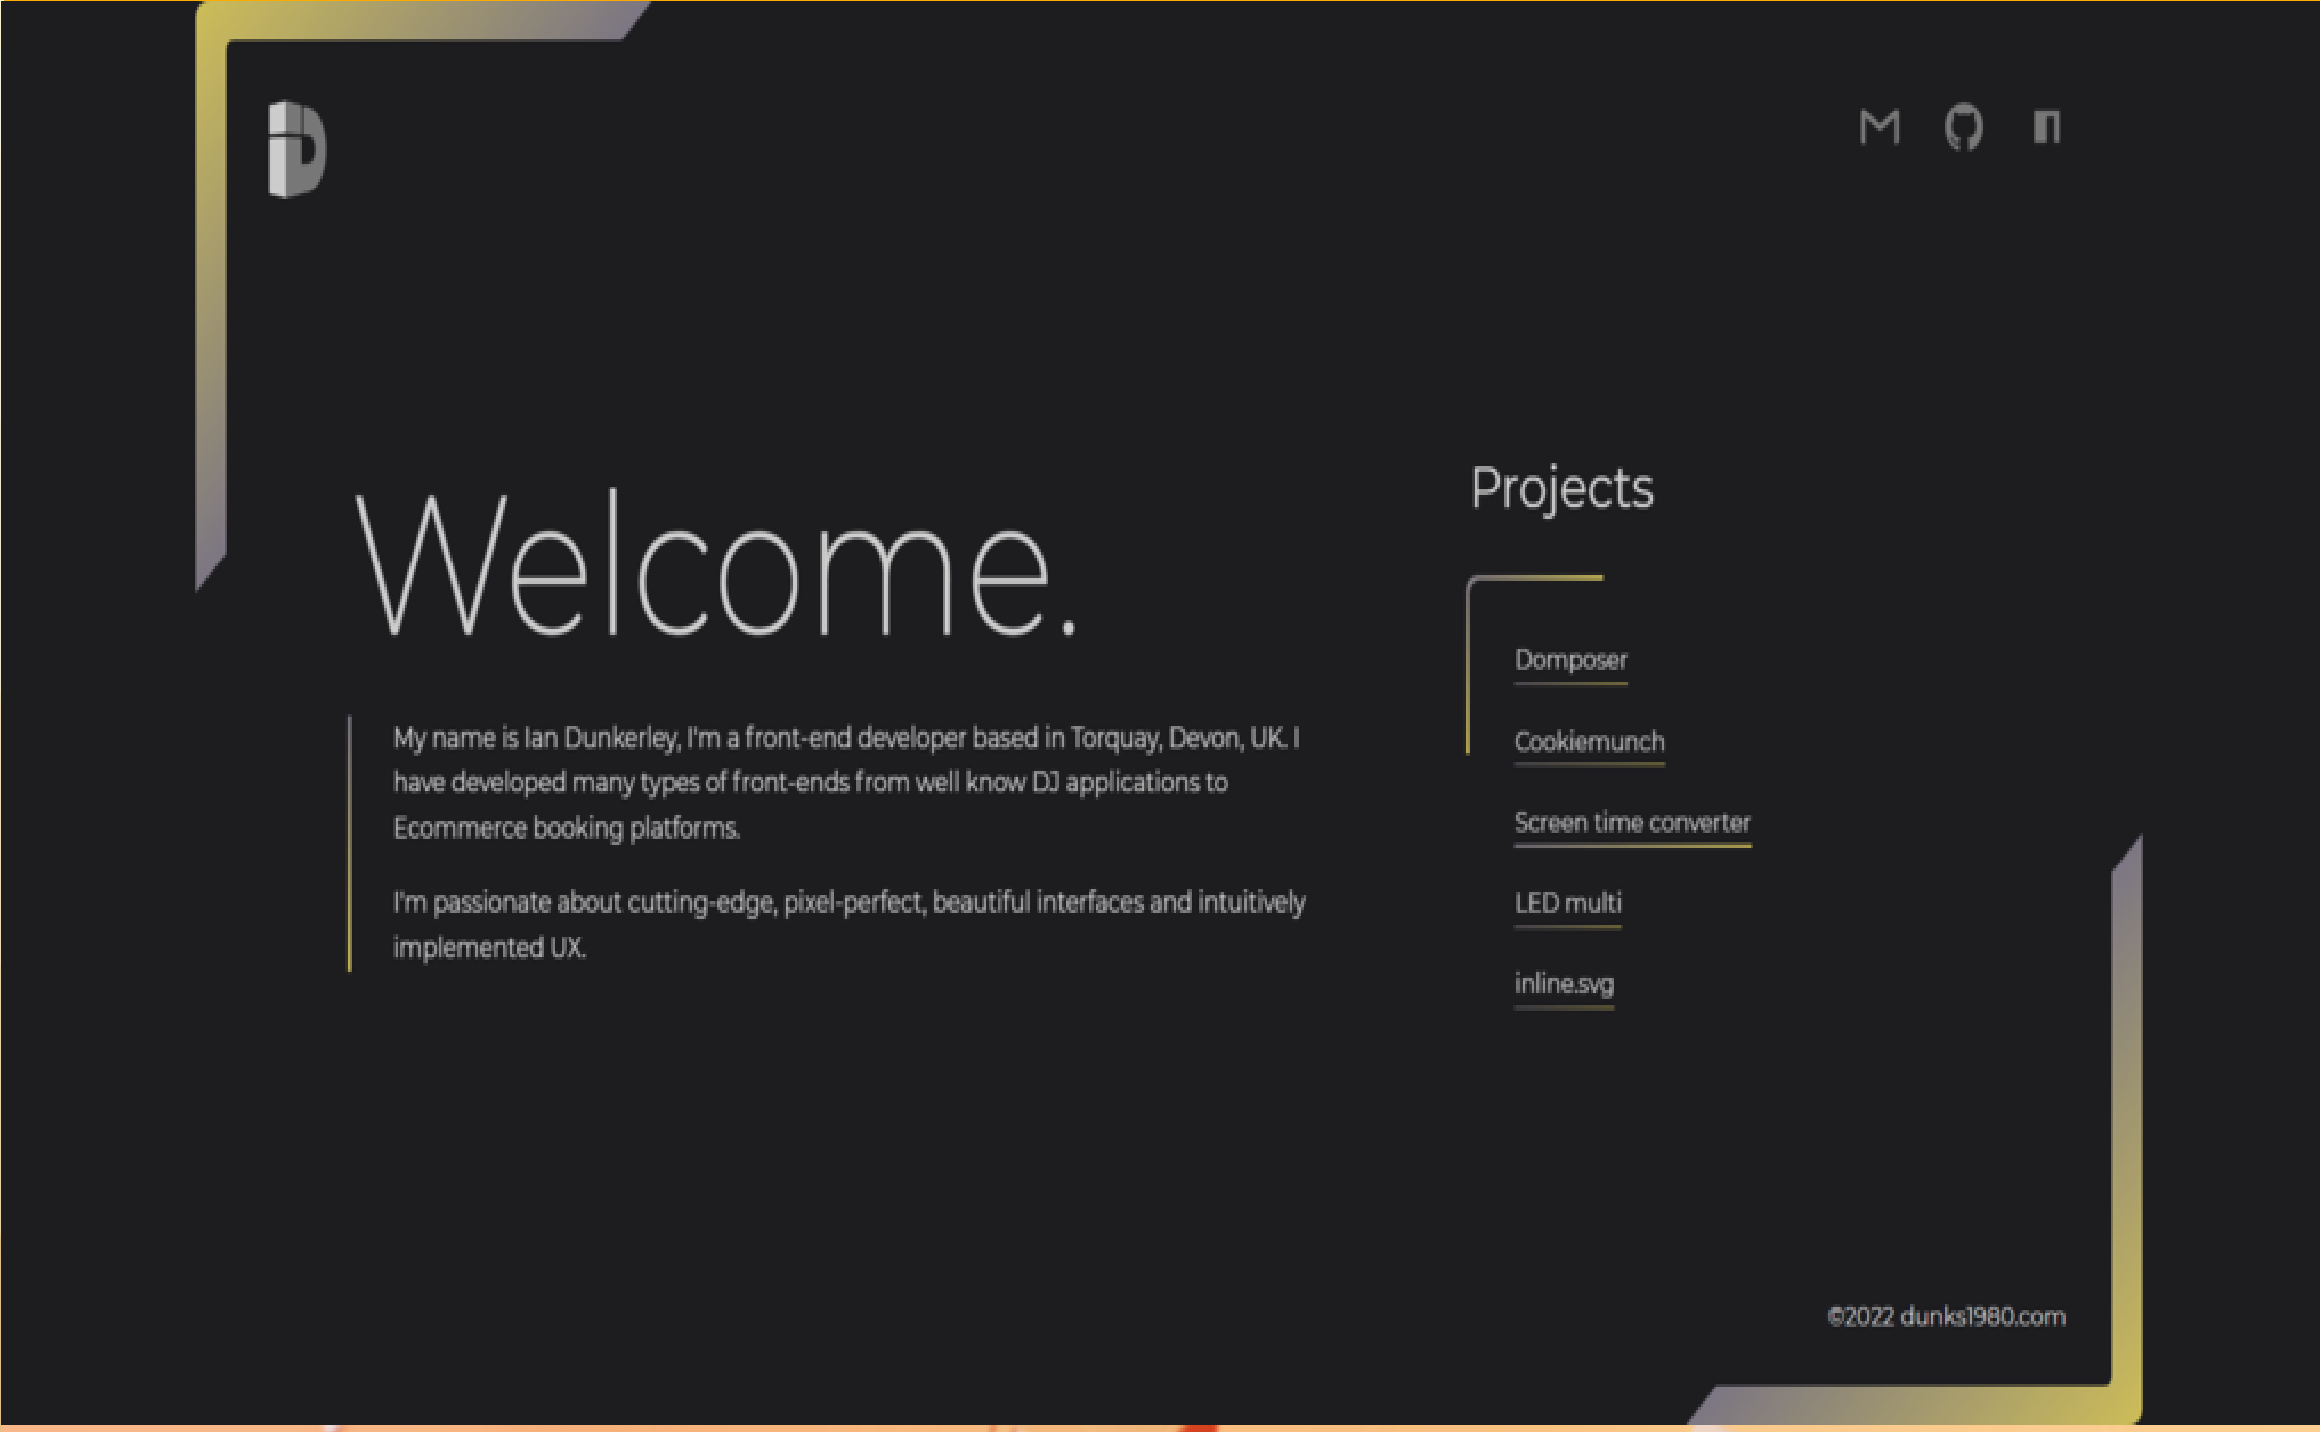 Welcome.
My name is Ian Dunkerley, I'm a front-end developer based in Torquay, Devon, UK. I
have developed many types of front-ends from well know DJ applications to
Ecommerce booking platforms.
I'm passionate about cutting-edge, pixel-perfect, beautiful interfaces and intuitively
implemented UX.
Projects
Domposer
Cookiemunch
Screen time converter
LED multi
inline.svg
©2022 dunks1980.com